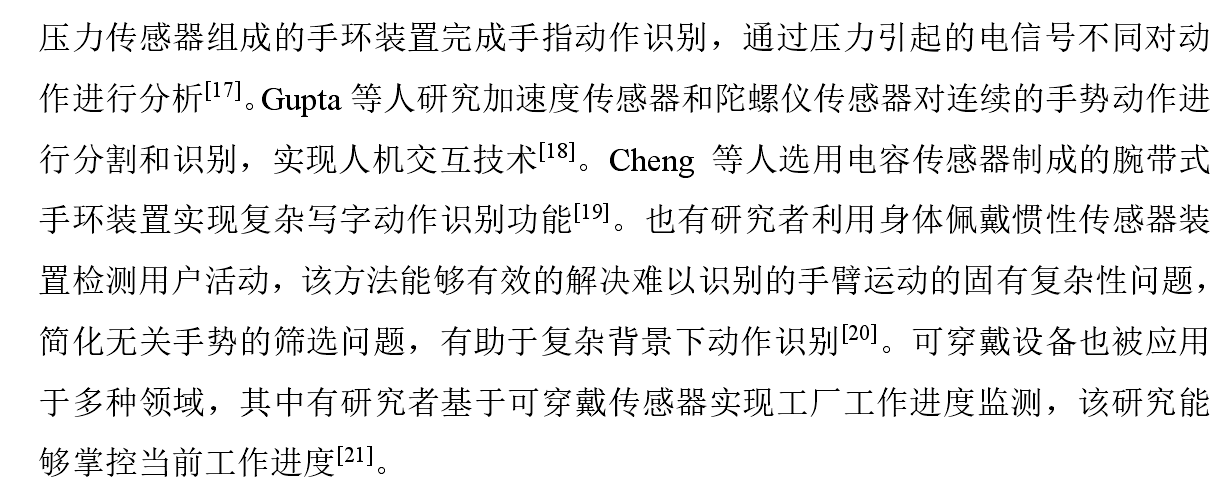 压力传感器组成的手环装置完成手指动作识别，通过压力引起的电信号不同对动
作进行分析[17]。Gupta 等人研究加速度传感器和陀螺仪传感器对连续的手势动作进
行分割和识别，实现人机交互技术[18]。Cheng 等人选用电容传感器制成的腕带式
手环装置实现复杂写字动作识别功能[19]。也有研究者利用身体佩戴惯性传感器装
置检测用户活动，该方法能够有效的解决难以识别的手臂运动的固有复杂性问题，
简化无关手势的筛选问题，有助于复杂背景下动作识别[20]。可穿戴设备也被应用
于多种领域，其中有研究者基于可穿戴传感器实现工厂工作进度监测，该研究能
够掌控当前工作进度[21]。